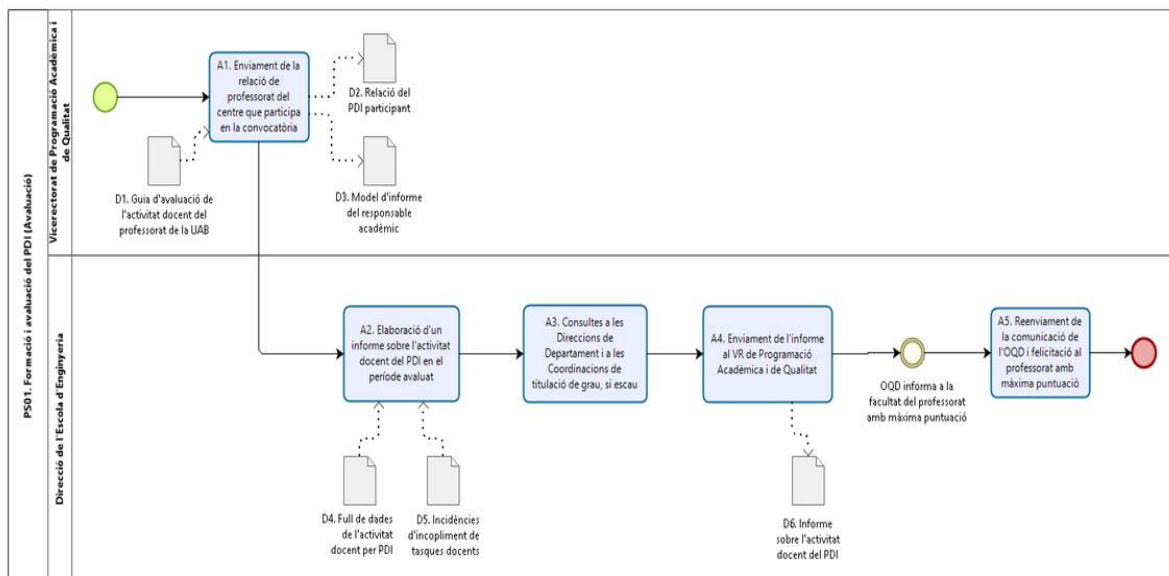 PS01. Formació i avaluació del PDI (Avaluació)
Vicerectorat de Programació Acadèmica i
de Qualitat
A1. Enviament de la
relació de
professorat del
centre que participa
en la convocatòria
D1. Guia d'avaluació de
l'activitat docent del
professorat de la UAB
D2. Relació del
PDI participant
D3. Model d'informe
del responsable
acadèmic
Direcció de l'Escola d'Enginyeria
A2. Elaboració d'un
informe sobre l'activitat
docent del PDI en el
període avaluat
A3. Consultes a les
Direccions de
Departament i a les
Coordinacions de
titulació de grau, si escau
A4. Enviament de l'informe
al VR de Programació
Acadèmica i de Qualitat
OQD informa a la
facultat del professorat
amb màxima puntuació
A5. Reenviament de
la comunicació de
l'OQD i felicitació al
professorat amb
màxima puntuació
D4. Full de dades
de l'activitat
docent per PDI
D5. Incidències
d'incopliment de
tasques docents
D6. Informe
sobre l'activitat
docent del PDI